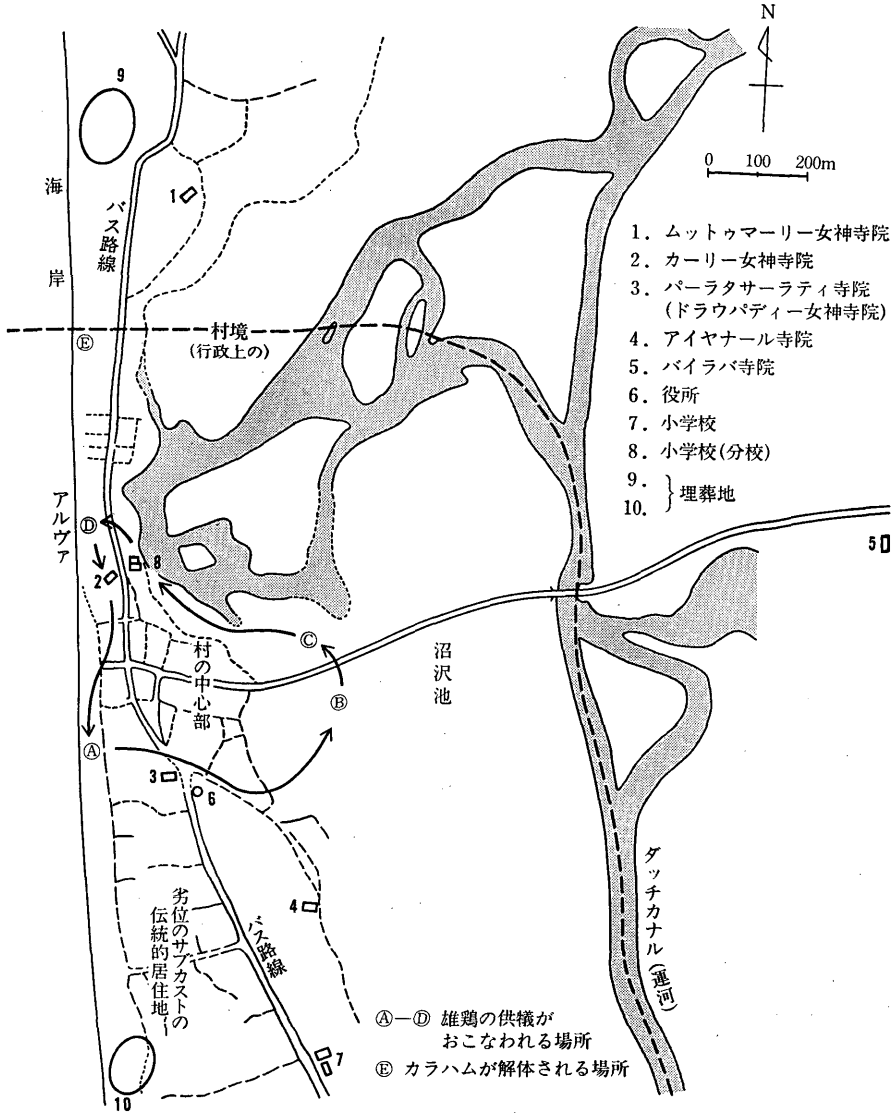 N
0 100 200m
9
海岸
バス路線
1
1. ムットゥマーリー女神寺院
2. カーリー女神寺院
3. パーラタサーラティ寺院
(ドラウパディー女神寺院)
4. アイヤナール寺院
5. バイラバ寺院
6. 役所
7. 小学校
8. 小学校(分校)
9.
10. }埋葬地
Ⓔ
村境
(行政上の)
アルヴァ
Ⓓ
2
8
5
Ⓒ
村の中心部
沼沢池
Ⓑ
Ⓐ
3
6
4
劣位のサブカストの
伝統的居住地
バス路線
ダッチカナル(運河)
Ⓐ—Ⓓ 雄鶏の供犠が
おこなわれる場所
Ⓔ カラハムが解体される場所
7
10